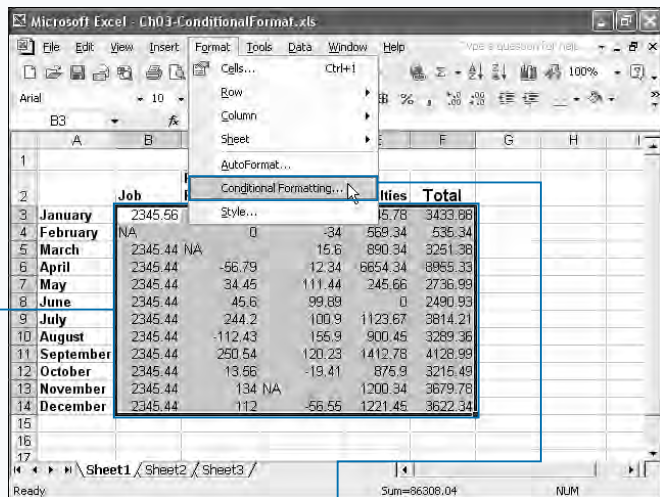 Microsoft Excel - Ch03-ConditionalFormat.xls
File Edit View Insert Format Tools Data Window Help Type a question for help
100%
Arial 10 %
B3 fx
Cells... Ctrl+1
Row
Column
Sheet
AutoFormat...
Conditional Formatting...
Style...
A B F G H I
1
2 Job lties Total
3 January 2345.56 45.78 3433.88
4 February NA 0 -34 569.34 535.34
5 March 2345.44 NA 15.6 890.34 3251.38
6 April 2345.44 -56.79 12.34 6654.34 8955.33
7 May 2345.44 34.45 111.44 245.66 2736.99
8 June 2345.44 45.6 99.89 0 2490.93
9 July 2345.44 244.2 100.9 1123.67 3814.21
10 August 2345.44 -112.43 155.9 900.45 3289.36
11 September 2345.44 250.54 120.23 1412.78 4128.99
12 October 2345.44 13.56 -19.41 875.9 3215.49
13 November 2345.44 134 NA 1200.34 3679.78
14 December 2345.44 112 -56.55 1221.45 3622.34
15
16
17
Sheet1 Sheet2 Sheet3
Ready Sum=86308.04 NUM